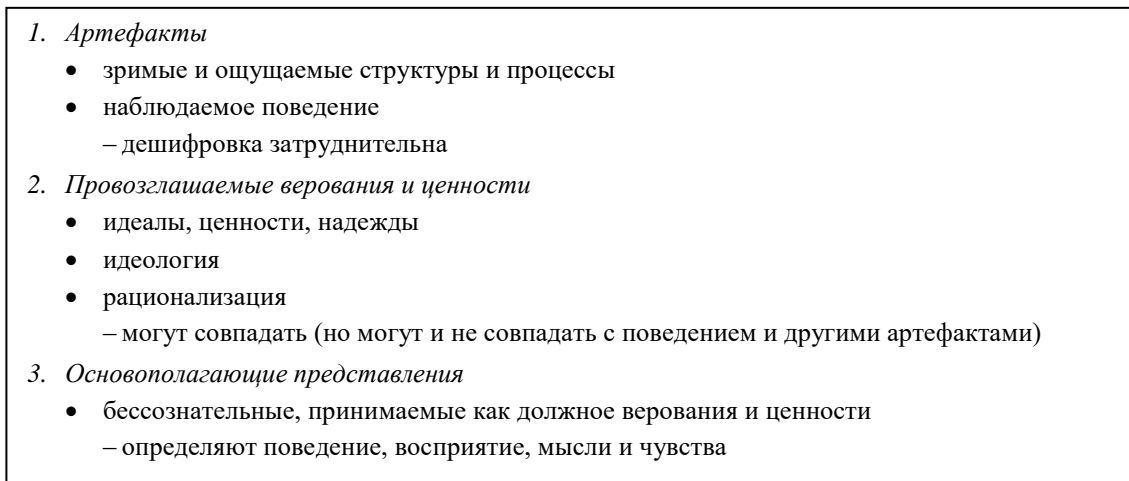 1. Артефакты
• зримые и ощущаемые структуры и процессы
• наблюдаемое поведение
– дешифровка затруднительна
2. Провозглашаемые верования и ценности
• идеалы, ценности, надежды
• идеология
• рационализация
– могут совпадать (но могут и не совпадать с поведением и другими артефактами)
3. Основополагающие представления
• бессознательные, принимаемые как должное верования и ценности
– определяют поведение, восприятие, мысли и чувства